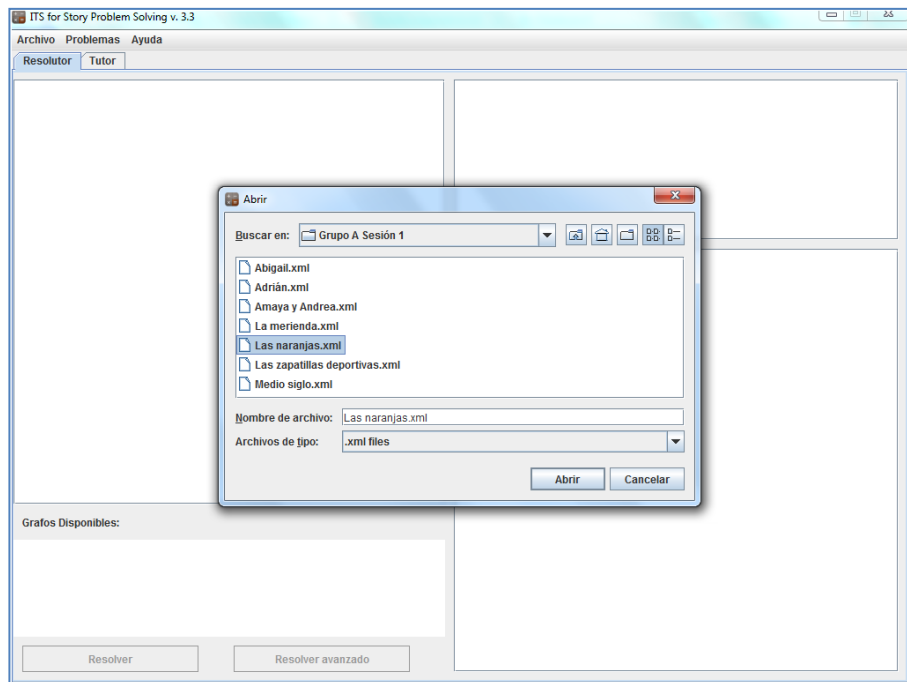 ITS for Story Problem Solving v. 3.3
Archivo Problemas Ayuda
Resolutor Tutor
Abrir
Buscar en: Grupo A Sesión 1
Abigail.xml
Adrián.xml
Amaya y Andrea.xml
La merienda.xml
Las naranjas.xml
Las zapatillas deportivas.xml
Medio siglo.xml
Nombre de archivo: Las naranjas.xml
Archivos de tipo: .xml files
Abrir Cancelar
Grafos Disponibles:
Resolver Resolver avanzado